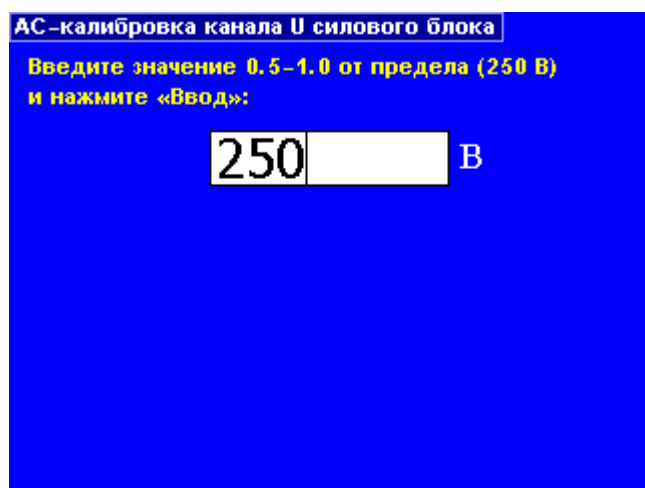 АС-калибровка канала U силового блока
Введите значение 0.5-1.0 от предела (250 В)
и нажмите «Ввод»:
250 В